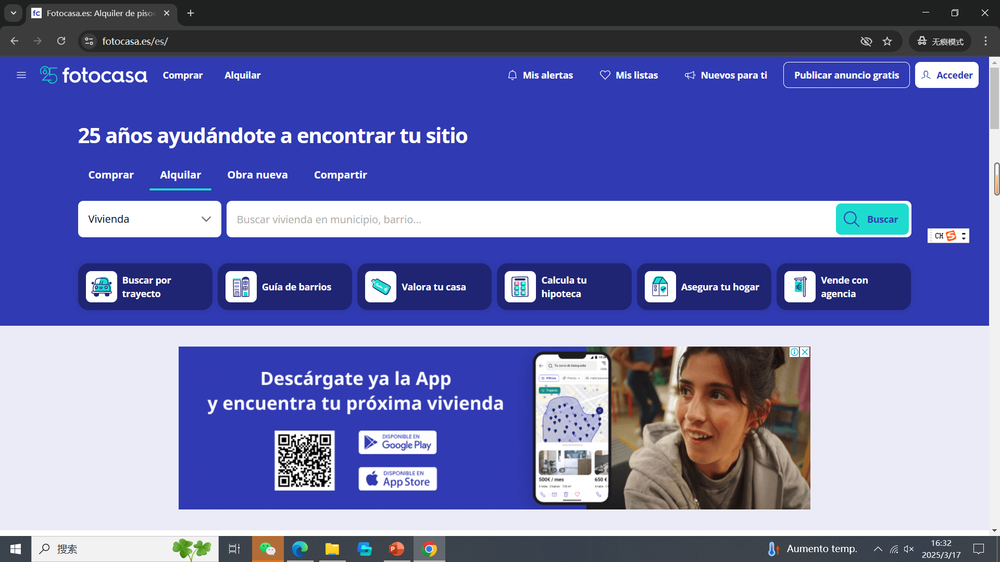 Fotocasa.es: Alquiler de pisos
fotocasa.es/es/
无痕模式
25 fotocasa
Comprar
Alquilar
Mis alertas
Mis listas
Nuevos para ti
Publicar anuncio gratis
Acceder
25 años ayudándote a encontrar tu sitio
Comprar
Alquilar
Obra nueva
Compartir
Vivienda
Buscar vivienda en municipio, barrio...
Buscar
CH
Buscar por
trayecto
Guía de barrios
Valora tu casa
Calcula tu
hipoteca
Asegura tu hogar
Vende con
agencia
Descárgate ya la App
y encuentra tu próxima vivienda
DISPONIBLE EN
Google Play
DISPONIBLE EN
App Store
Tu zona de búsqueda
Lista
Filtros
Precio
Trayecto
500€ / mes
650 €
搜索
Aumento temp.
16:32
2025/3/17